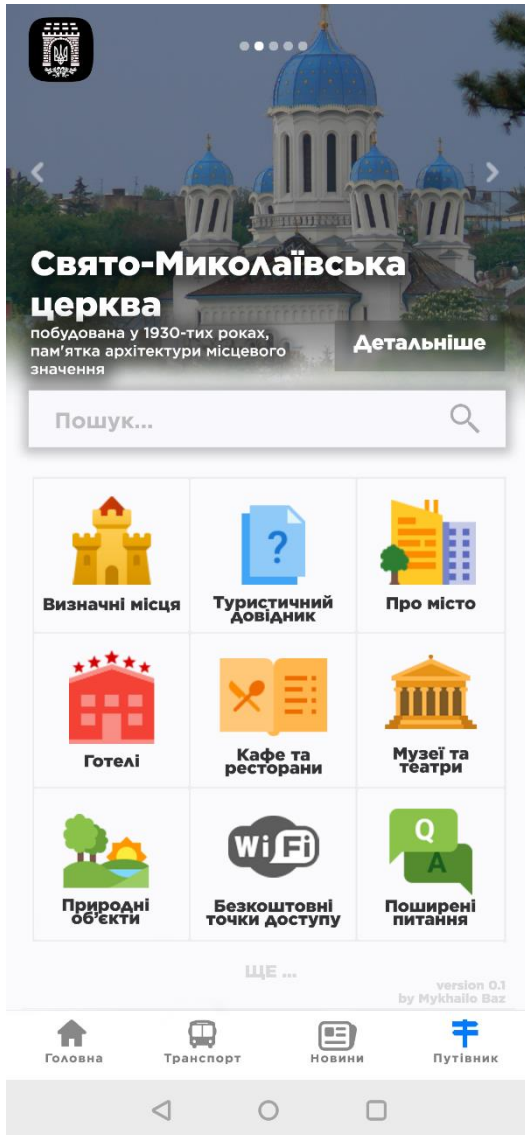 Свято-Миколаївська
церква
побудована у 1930-тих роках,
пам'ятка архітектури місцевого
значення
Детальніше
Пошук...
Визначні місця
Туристичний
довідник
Про місто
Готелі
Кафе та
ресторани
Музеї та
театри
Природні
об'єкти
WiFi
Безкоштовні
точки доступу
Q
A
Поширені
питання
ЩЕ ...
version 0.1
by Mykhailo Baz
Головна
Транспорт
Новини
Путівник